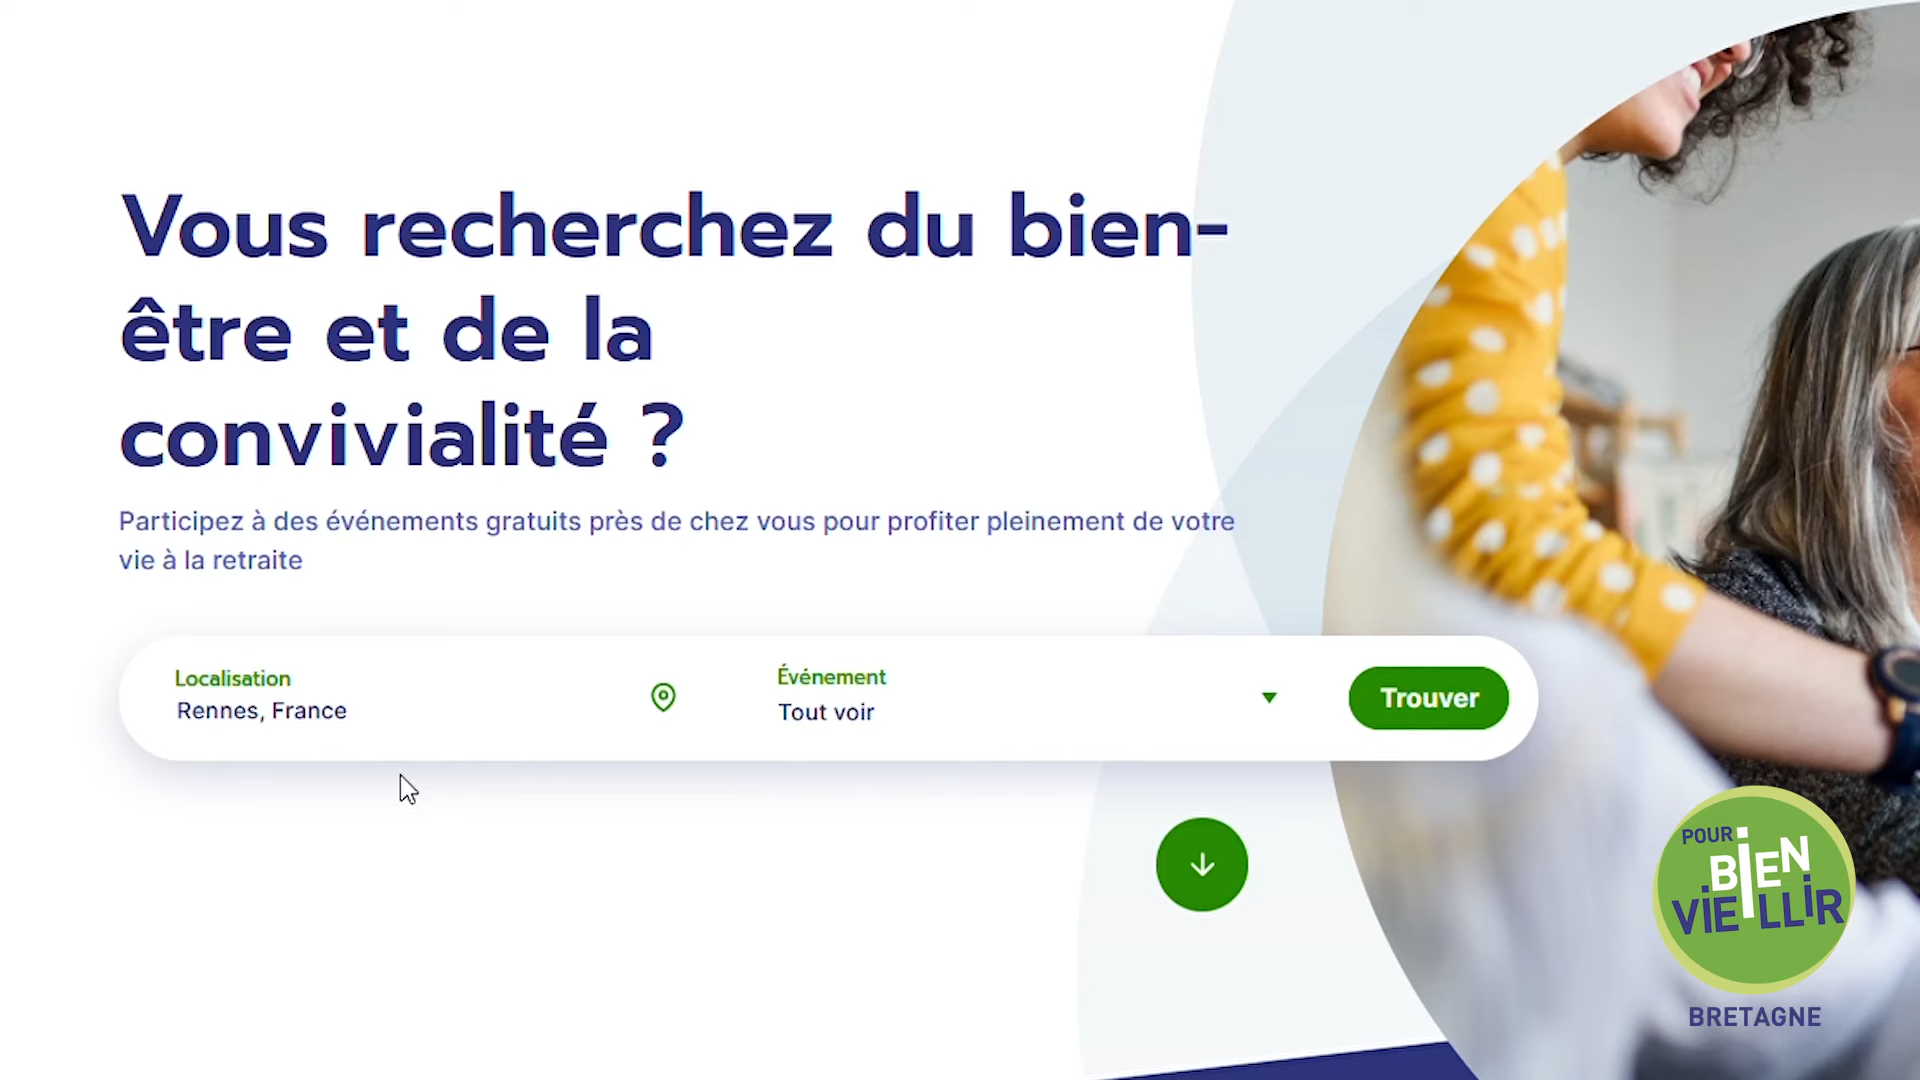 Vous recherchez du bien-
être et de la
convivialité ?
Participez à des événements gratuits près de chez vous pour profiter pleinement de votre
vie à la retraite
Localisation
Rennes, France
Événement
Tout voir
Trouver
POUR
BIEN
VIEILLIR
BRETAGNE